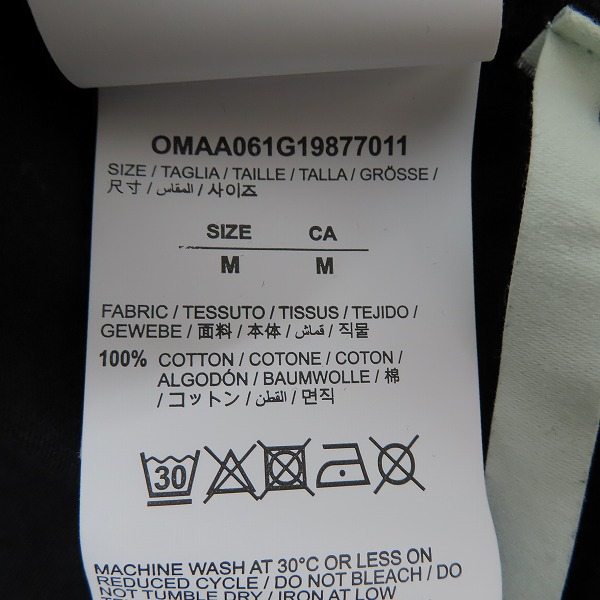 OMAA061G19877011
SIZE / TAGLIA / TAILLE / TALLA / GRÖSSE /
尺寸 / المقاس / 사이즈
SIZE CA
M M
FABRIC / TESSUTO / TISSUS / TEJIDO /
GEWEBE / 面料 / 本体 / قماش / 직물
100% COTTON / COTONE / COTON /
ALGODÓN / BAUMWOLLE / 棉
/ コットン / القطن / 면직
30
MACHINE WASH AT 30°C OR LESS ON
REDUCED CYCLE / DO NOT BLEACH / DO
NOT TUMBLE DRY / IRON AT LOW